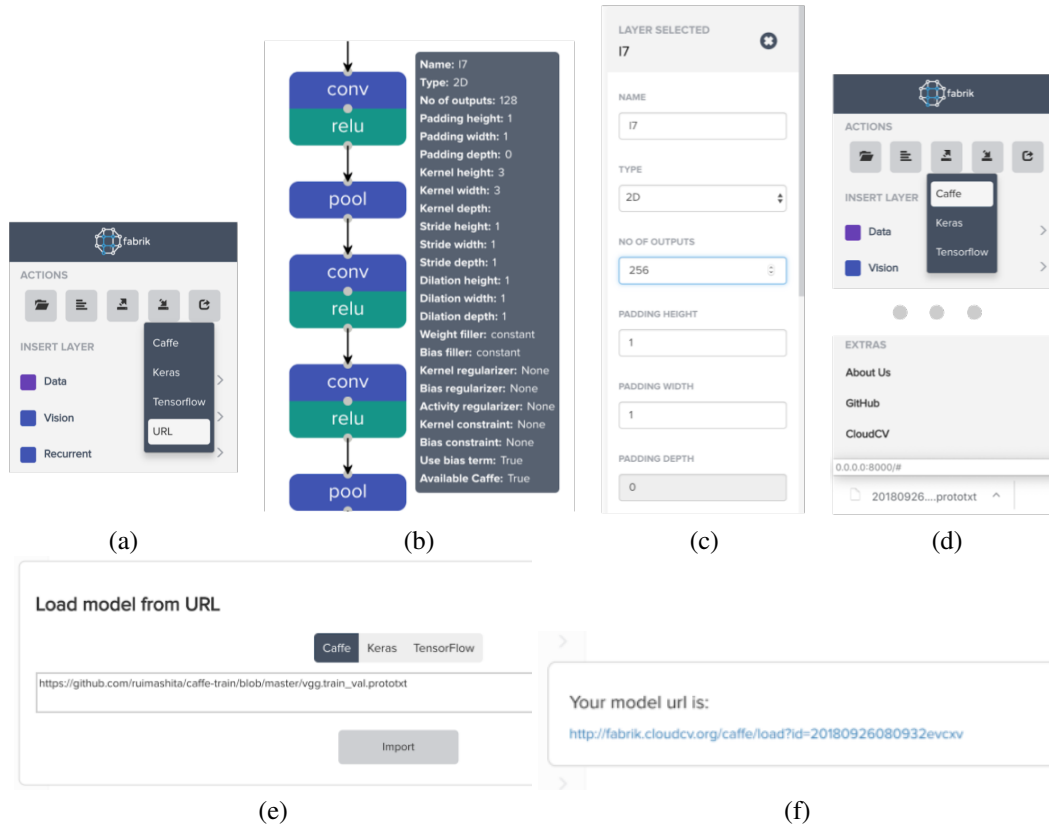 fabrik
ACTIONS
Caffe
Keras
Tensorflow
URL
INSERT LAYER
Data
Vision
Recurrent
(a)
conv
relu
pool
conv
relu
conv
relu
pool
Name: l7
Type: 2D
No of outputs: 128
Padding height: 1
Padding width: 1
Padding depth: 0
Kernel height: 3
Kernel width: 3
Kernel depth:
Stride height: 1
Stride width: 1
Stride depth: 1
Dilation height: 1
Dilation width: 1
Dilation depth: 1
Weight filler: constant
Bias filler: constant
Kernel regularizer: None
Bias regularizer: None
Activity regularizer: None
Kernel constraint: None
Bias constraint: None
Use bias term: True
Available Caffe: True
(b)
LAYER SELECTED
l7
NAME
l7
TYPE
2D
NO OF OUTPUTS
256
PADDING HEIGHT
1
PADDING WIDTH
1
PADDING DEPTH
0
(c)
fabrik
ACTIONS
Caffe
Keras
Tensorflow
INSERT LAYER
Data
Vision
EXTRAS
About Us
GitHub
CloudCV
0.0.0.0:8000/#
20180926....prototxt
(d)
Load model from URL
Caffe Keras TensorFlow
https://github.com/ruimashita/caffe-train/blob/master/vgg.train_val.prototxt
Import
(e)
Your model url is:
http://fabrik.cloudcv.org/caffe/load?id=20180926080932evcxv
(f)